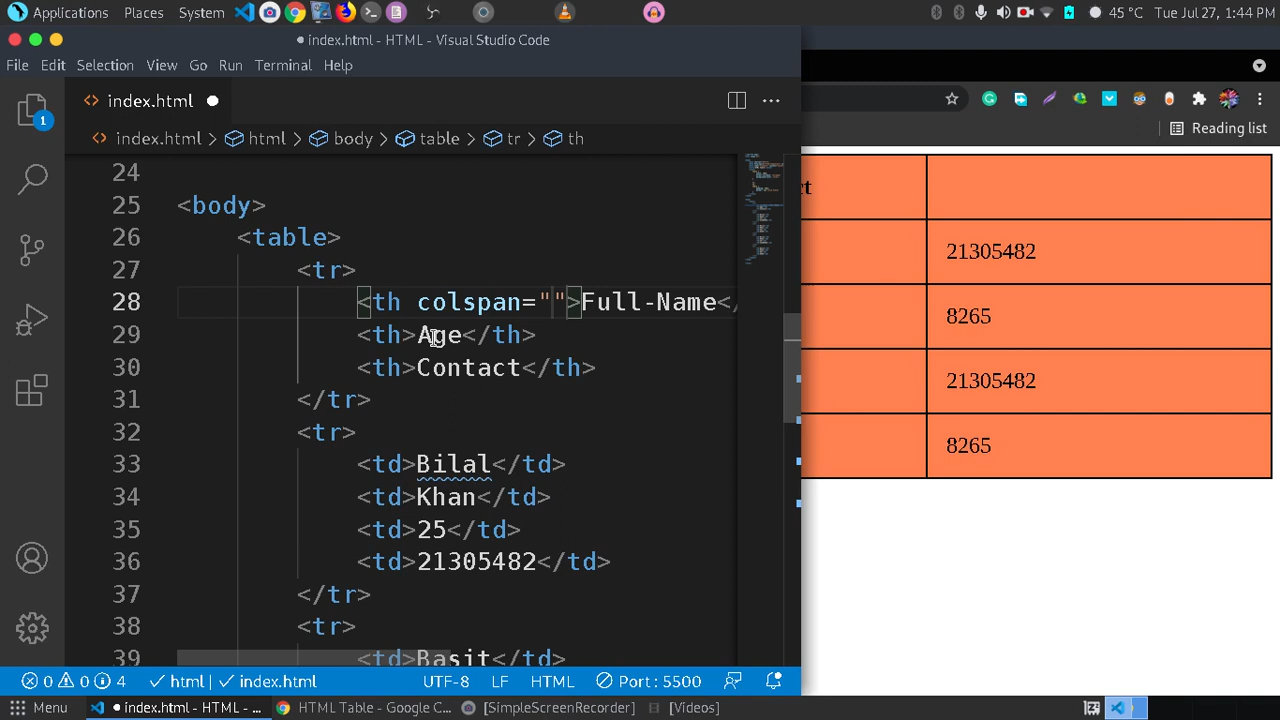 Applications Places System 45 °C Tue Jul 27, 1:44 PM
index.html - HTML - Visual Studio Code
File Edit Selection View Go Run Terminal Help
index.html
index.html html body table tr th
Reading list
1
24
25 <body>
26 <table>
27 <tr>
28 <th colspan="">Full-Name</
29 <th>Age</th>
30 <th>Contact</th>
31 </tr>
32 <tr>
33 <td>Bilal</td>
34 <td>Khan</td>
35 <td>25</td>
36 <td>21305482</td>
37 </tr>
38 <tr>
39 <td>Basit</td>
21305482
8265
21305482
8265
0 0 4 html index.html UTF-8 LF HTML Port : 5500
Menu index.html - HTML - ... HTML Table - Google C... [SimpleScreenRecorder] [Videos]